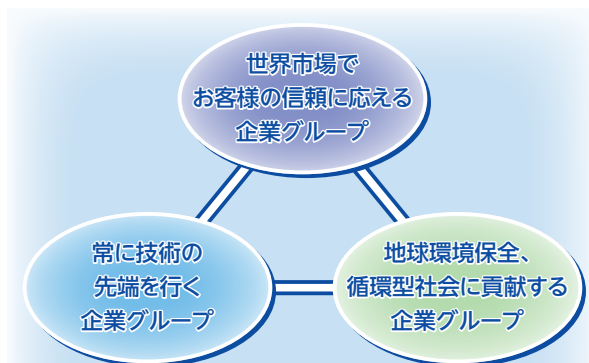 世界市場で
お客様の信頼に応える
企業グループ
常に技術の
先端を行く
企業グループ
地球環境保全、
循環型社会に貢献する
企業グループ